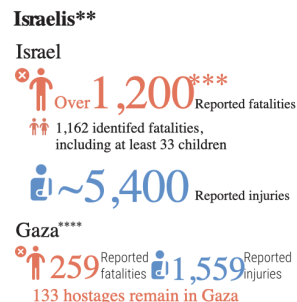 Israelis**
Israel
Over 1,200*** Reported fatalities
1,162 identifed fatalities,
including at least 33 children
~5,400 Reported injuries
Gaza****
259 Reported fatalities 1,559 Reported injuries
133 hostages remain in Gaza